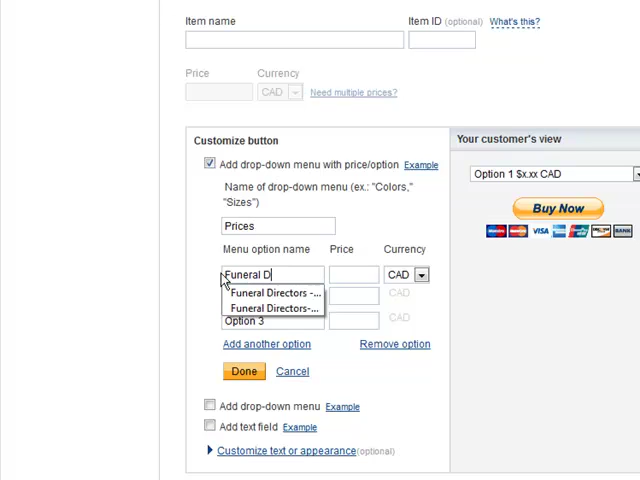 Item name
Item ID (optional) What's this?
Price
Currency
CAD
Need multiple prices?
Customize button
Your customer's view
Add drop-down menu with price/option Example
Option 1 $x.xx CAD
Name of drop-down menu (ex.: "Colors,"
"Sizes")
Buy Now
Prices
VISA
BANK
Menu option name
Price
Currency
Funeral D
CAD
Funeral Directors -...
CAD
Funeral Directors-...
Option 3
CAD
Add another option
Remove option
Done
Cancel
Add drop-down menu Example
Add text field Example
Customize text or appearance(optional)